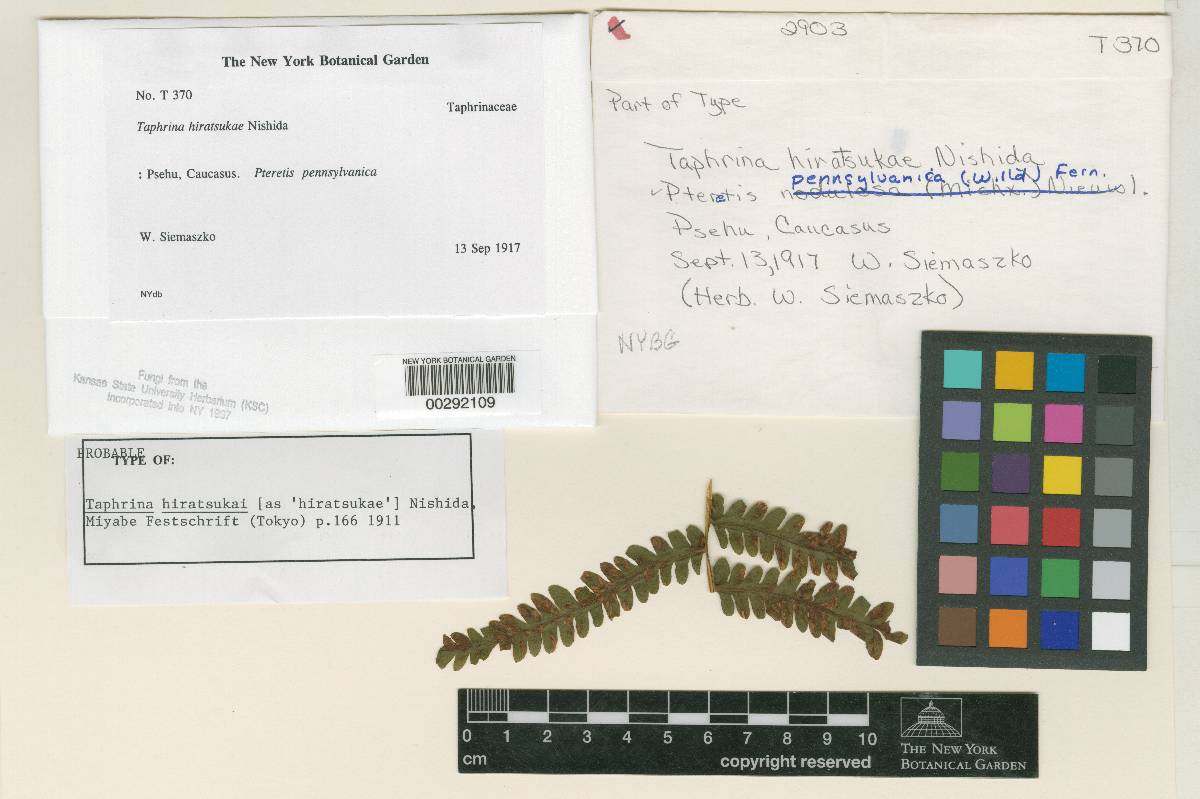 The New York Botanical Garden
No. T 370
Taphrinaceae
Taphrina hiratsukae Nishida
: Psehu, Caucasus. Pteretis pennsylvanica
W. Siemaszko
13 Sep 1917
NYdb
Fungi from the
Kansas State University Herbarium (KSC)
Incorporated into NY 1997
NEW YORK BOTANICAL GARDEN
00292109
PROBABLE
TYPE OF:
Taphrina hiratsukai [as 'hiratsukae'] Nishida,
Miyabe Festschrift (Tokyo) p.166 1911
2903
T 370
Part of Type
Taphrina hiratsukae Nishida
pennsylvanica (Willd) Fern.
Pteretis nodulosa (Michx.) Nieuwl.
Psehu, Caucasus
Sept. 13, 1917 W. Siemaszko
(Herb. W. Siemaszko)
NYBG
0 1 2 3 4 5 6 7 8 9 10
cm
copyright reserved
THE NEW YORK
BOTANICAL GARDEN